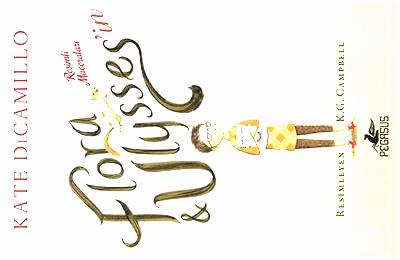 KATE DiCAMILLO
Resimli
Maceraları
Flora
& Ulysses'in
RESİMLEYEN K.G. CAMPBELL
PEGASUS